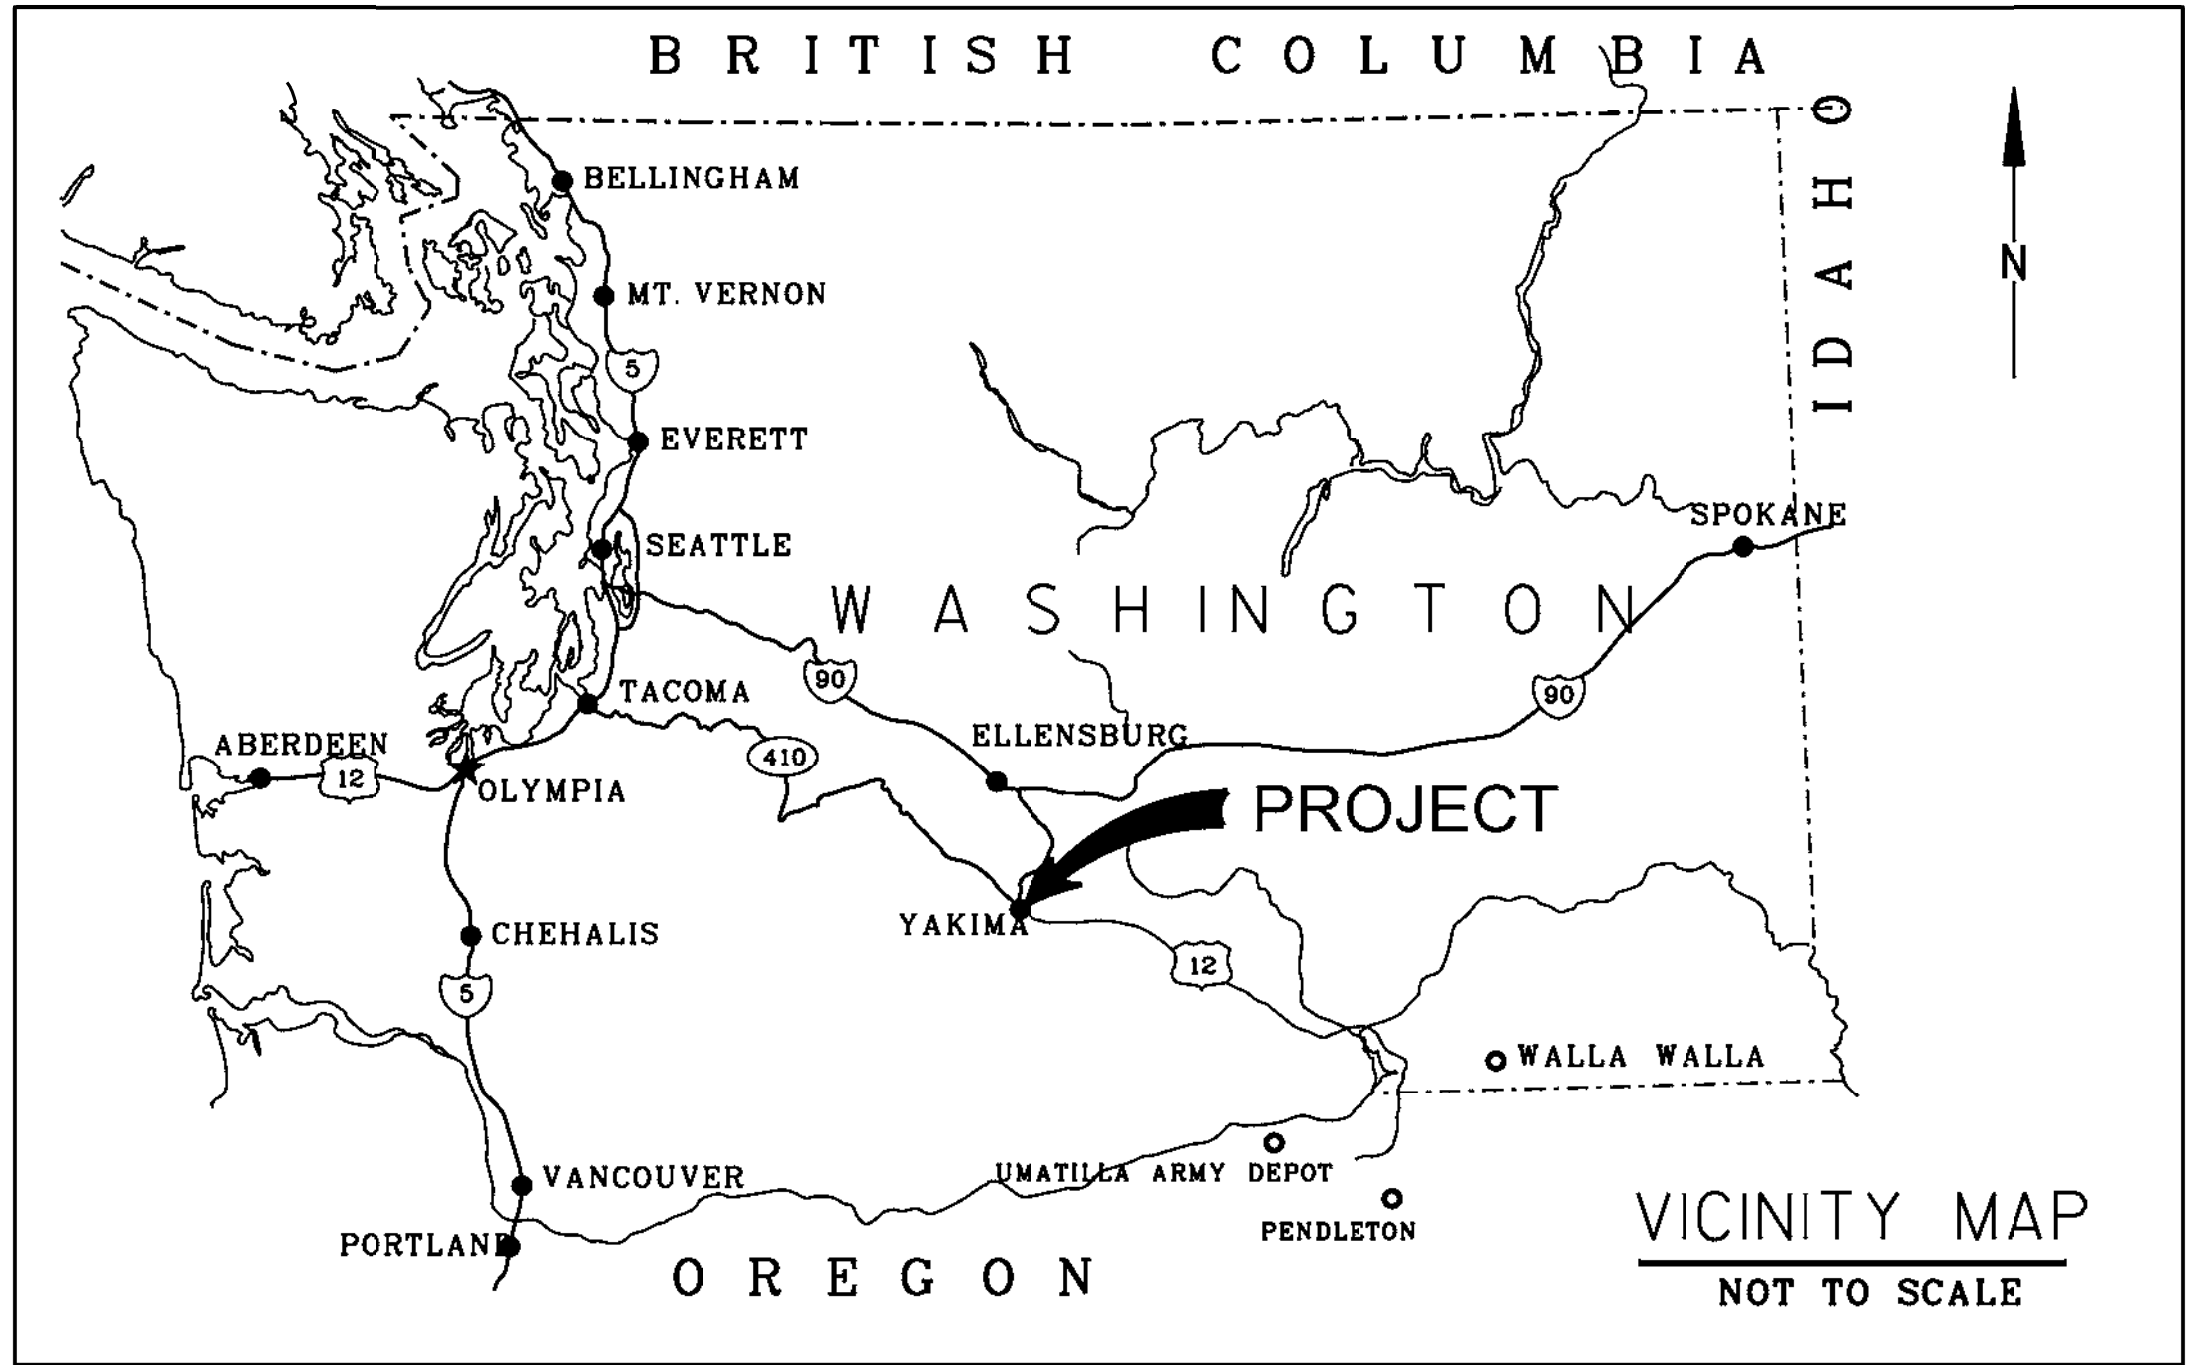 BRITISH COLUMBIA
IDAHO
N
BELLINGHAM
MT. VERNON
5
EVERETT
SPOKANE
SEATTLE
WASHINGTON
90
90
TACOMA
ELLENSBURG
ABERDEEN
410
12
OLYMPIA
PROJECT
YAKIMA
CHEHALIS
12
5
WALLA WALLA
UMATILLA ARMY DEPOT
VANCOUVER
PENDLETON
PORTLAND
OREGON
VICINITY MAP
NOT TO SCALE